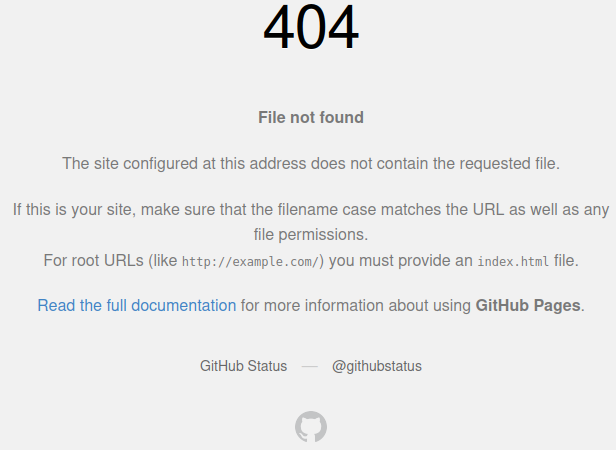 404
File not found
The site configured at this address does not contain the requested file.
If this is your site, make sure that the filename case matches the URL as well as any
file permissions.
For root URLs (like http://example.com/) you must provide an index.html file.
Read the full documentation for more information about using GitHub Pages.
GitHub Status — @githubstatus